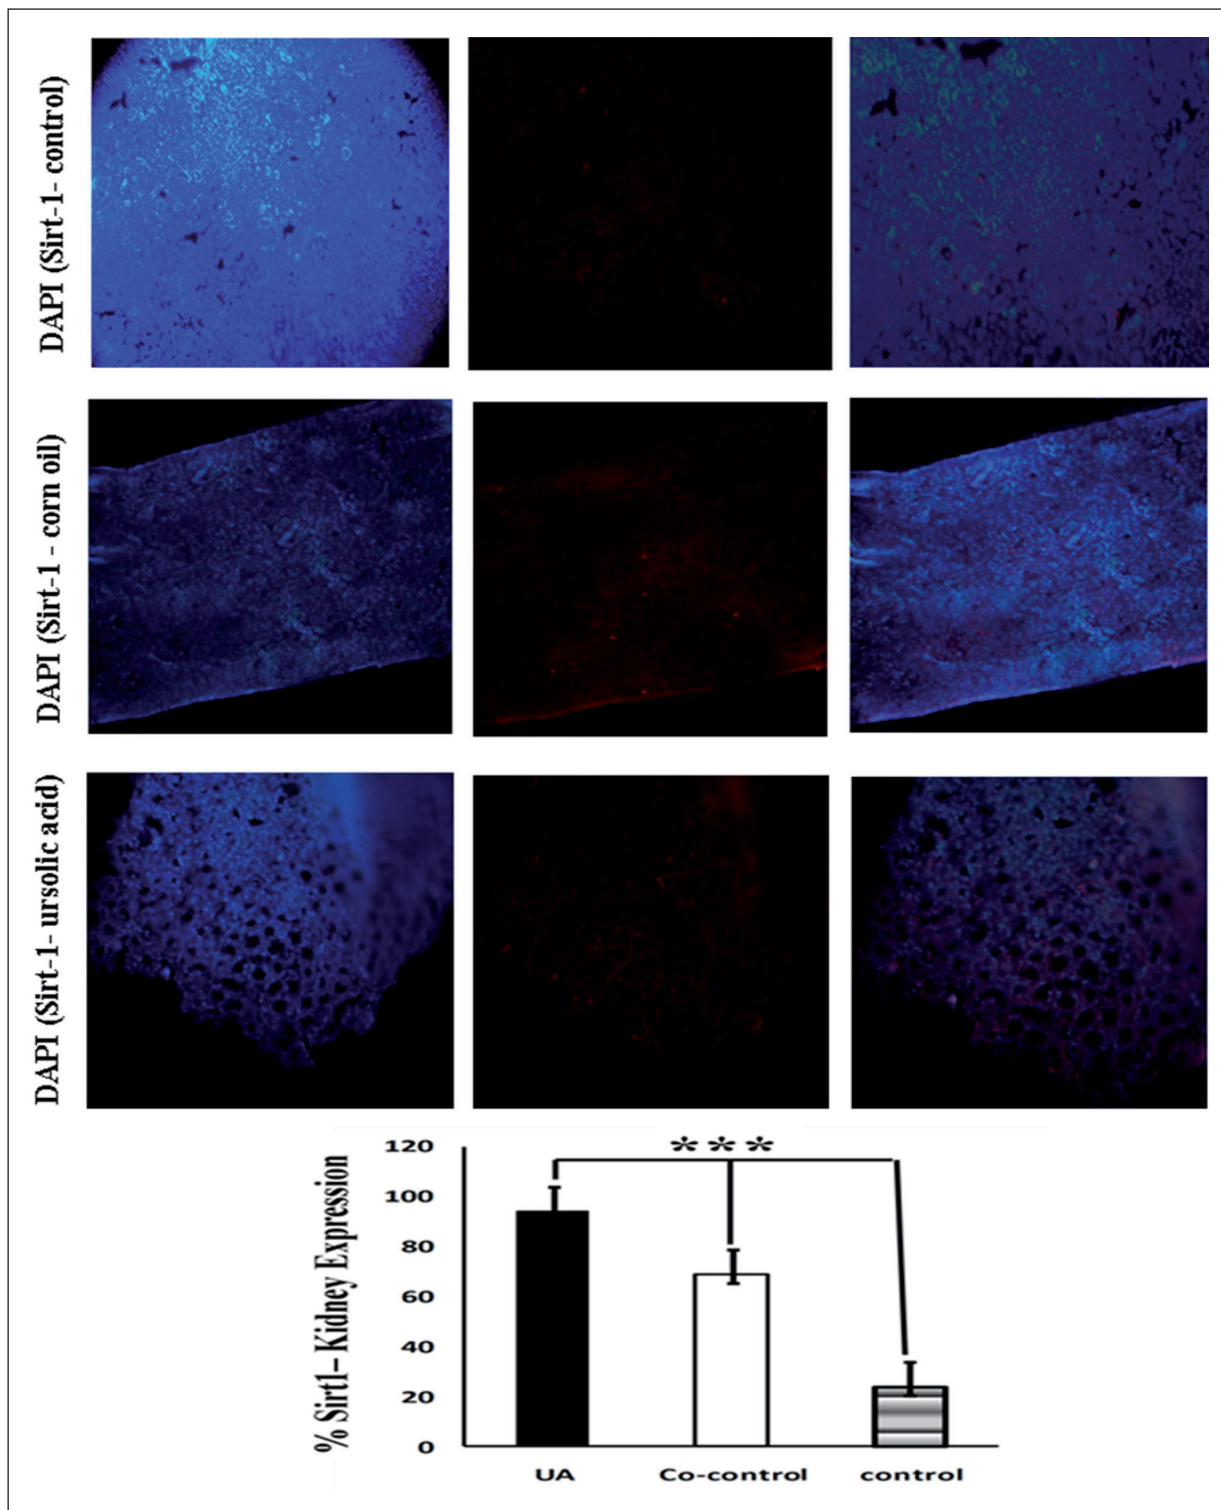 DAPI (Sirt-1- control)
DAPI (Sirt-1 - corn oil)
DAPI (Sirt-1- ursolic acid)
% Sirt1– Kidney Expression
120
100
80
60
40
20
0
***
UA
Co-control
control